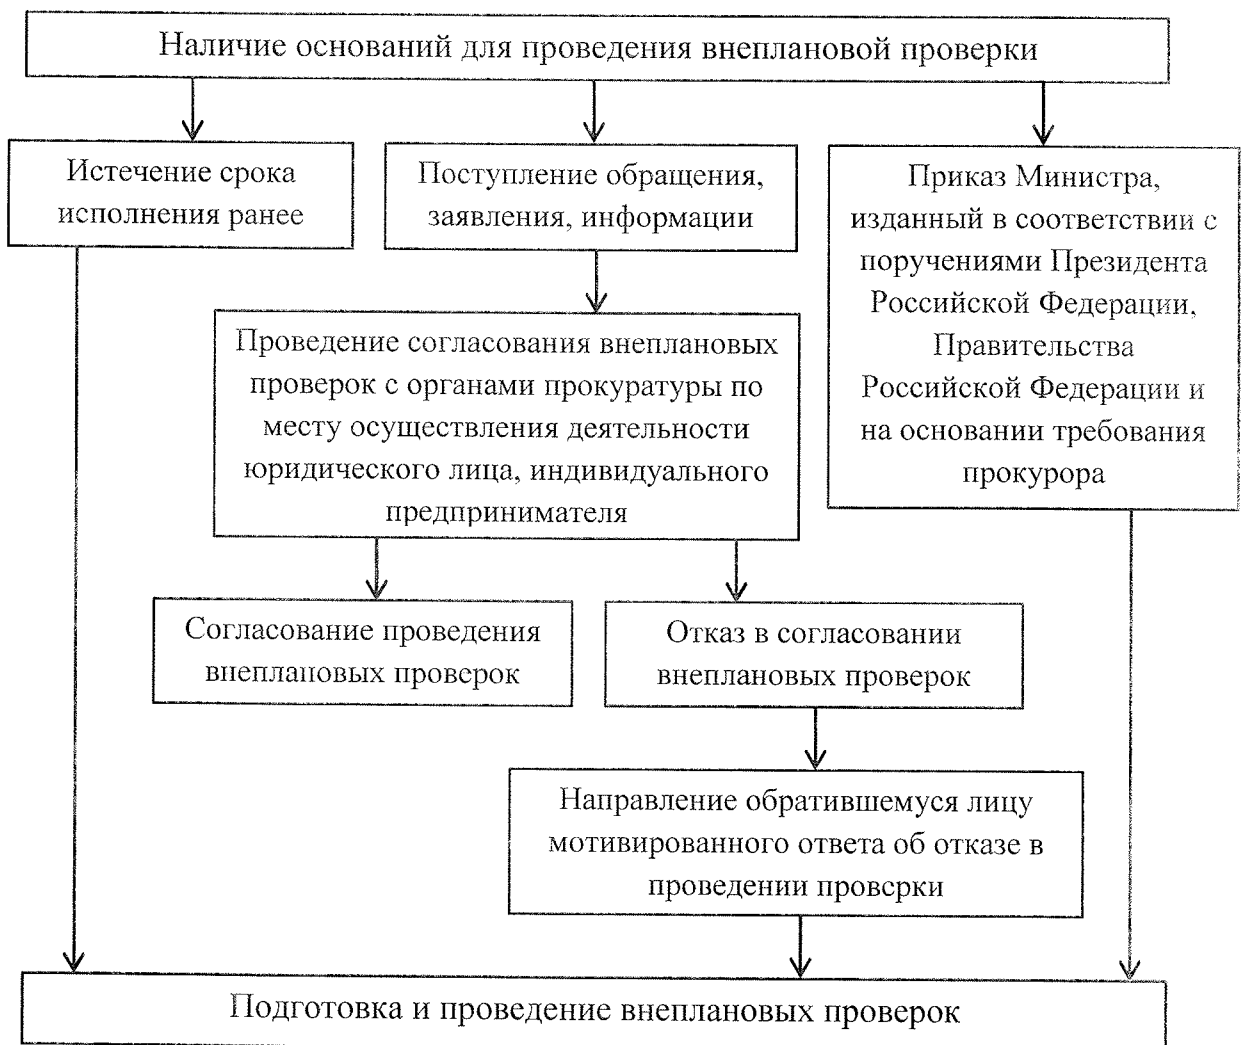 Наличие оснований для проведения внеплановой проверки
Истечение срока
исполнения ранее
Поступление обращения,
заявления, информации
Приказ Министра,
изданный в соответствии с
поручениями Президента
Российской Федерации,
Правительства
Российской Федерации и
на основании требования
прокурора
Проведение согласования внеплановых
проверок с органами прокуратуры по
месту осуществления деятельности
юридического лица, индивидуального
предпринимателя
Согласование проведения
внеплановых проверок
Отказ в согласовании
внеплановых проверок
Направление обратившемуся лицу
мотивированного ответа об отказе в
проведении проверки
Подготовка и проведение внеплановых проверок